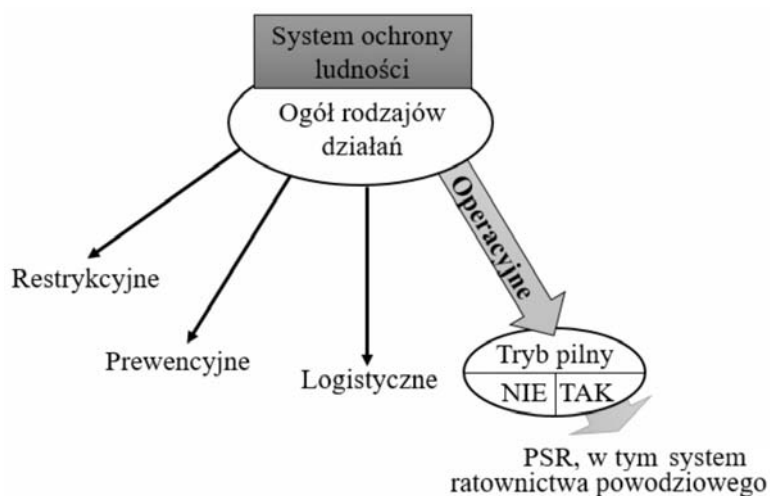 System ochrony
ludności
Ogół rodzajów
działań
Operacyjne
Restrykcyjne
Prewencyjne
Logistyczne
Tryb pilny
NIE TAK
PSR, w tym system
ratownictwa powodziowego